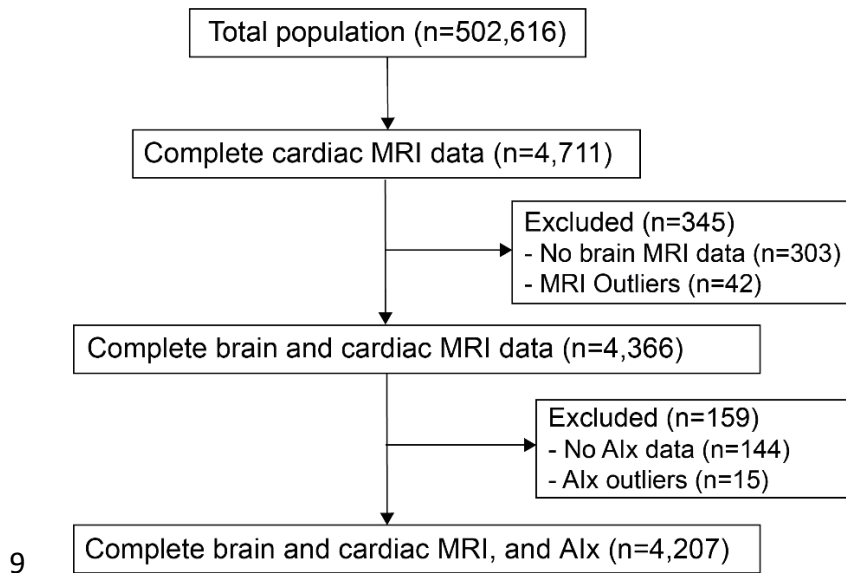 Total population (n=502,616)
Complete cardiac MRI data (n=4,711)
Excluded (n=345)
- No brain MRI data (n=303)
- MRI Outliers (n=42)
Complete brain and cardiac MRI data (n=4,366)
Excluded (n=159)
- No AIx data (n=144)
- AIx outliers (n=15)
Complete brain and cardiac MRI, and AIx (n=4,207)
9